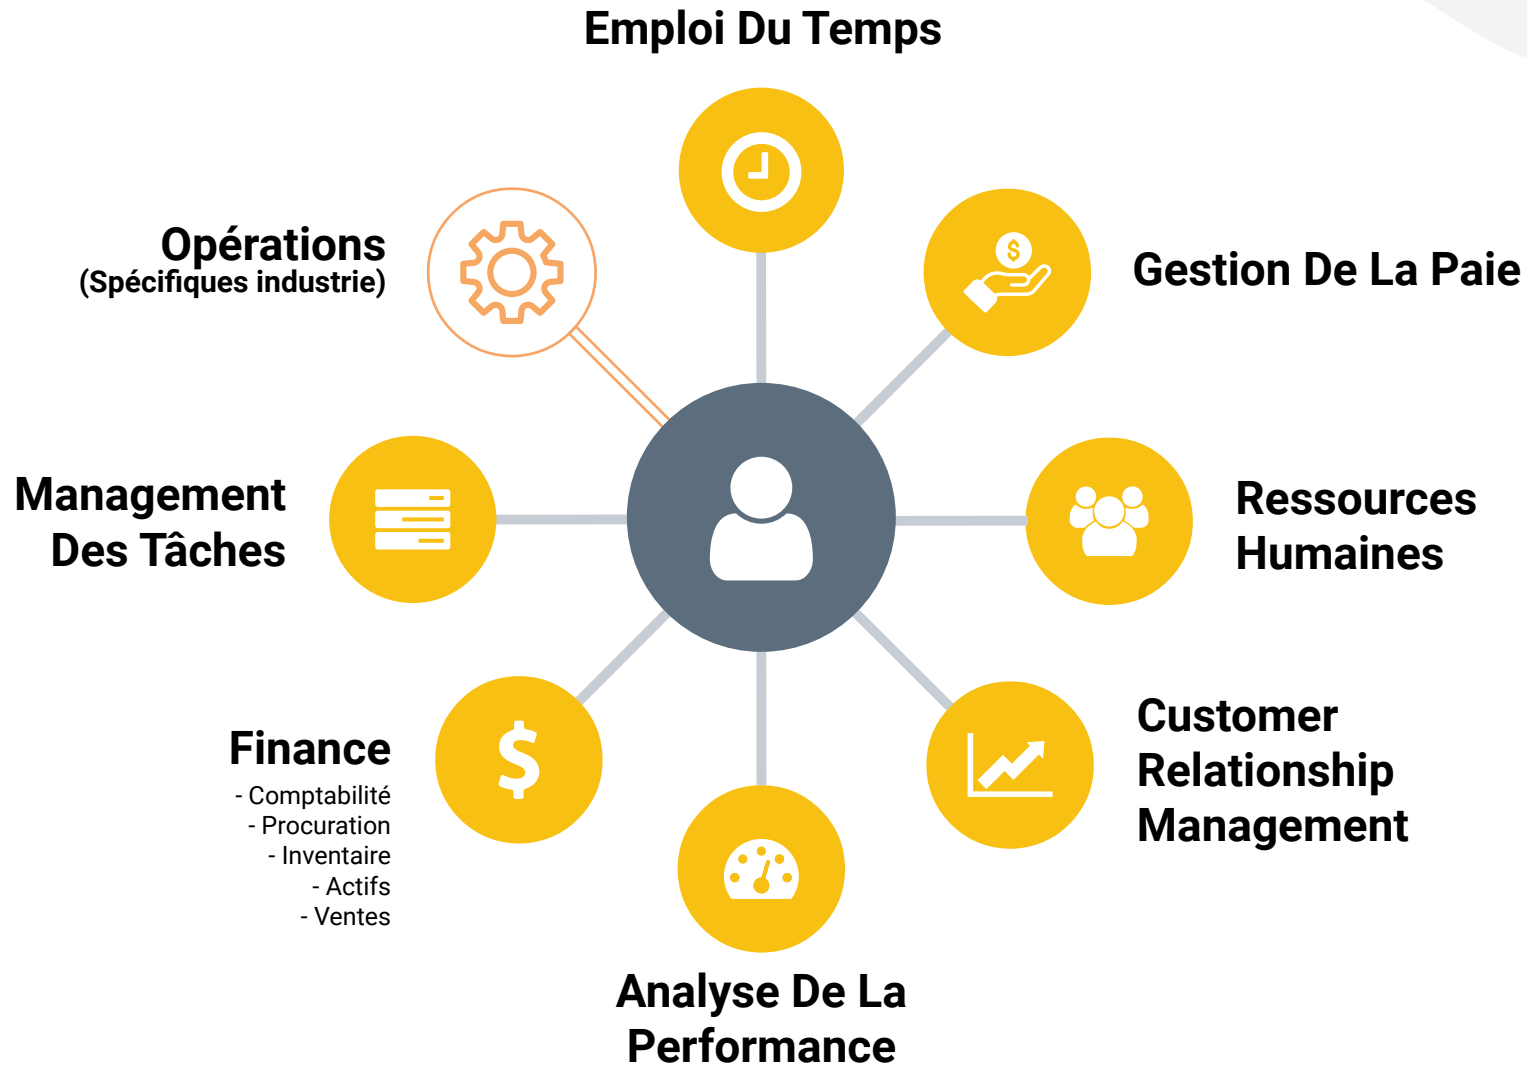 Emploi Du Temps
Opérations
(Spécifiques industrie)
Gestion De La Paie
Management
Des Tâches
Ressources
Humaines
Finance
- Comptabilité
- Procuration
- Inventaire
- Actifs
- Ventes
Customer
Relationship
Management
Analyse De La
Performance
$
$